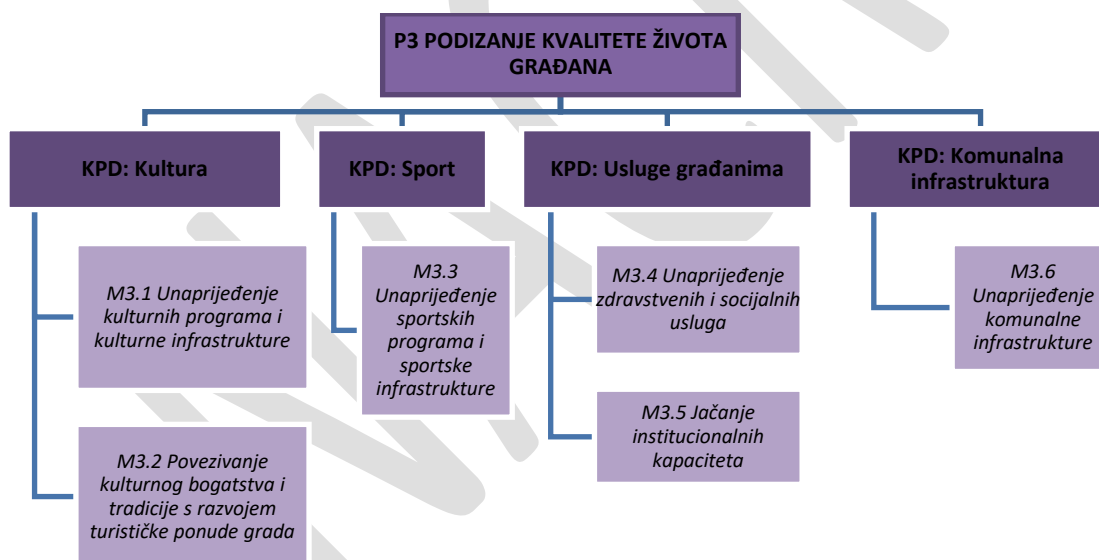 P3 PODIZANJE KVALITETE ŽIVOTA
GRAĐANA
KPD: Kultura
KPD: Sport
KPD: Usluge građanima
KPD: Komunalna
infrastruktura
M3.1 Unaprijeđenje
kulturnih programa i
kulturne infrastrukture
M3.2 Povezivanje
kulturnog bogatstva i
tradicije s razvojem
turističke ponude grada
M3.3
Unaprijeđenje
sportskih
programa i
sportske
infrastrukture
M3.4 Unaprijeđenje
zdravstvenih i socijalnih
usluga
M3.5 Jačanje
institucionalnih
kapaciteta
M3.6
Unaprijeđenje
komunalne
infrastrukture